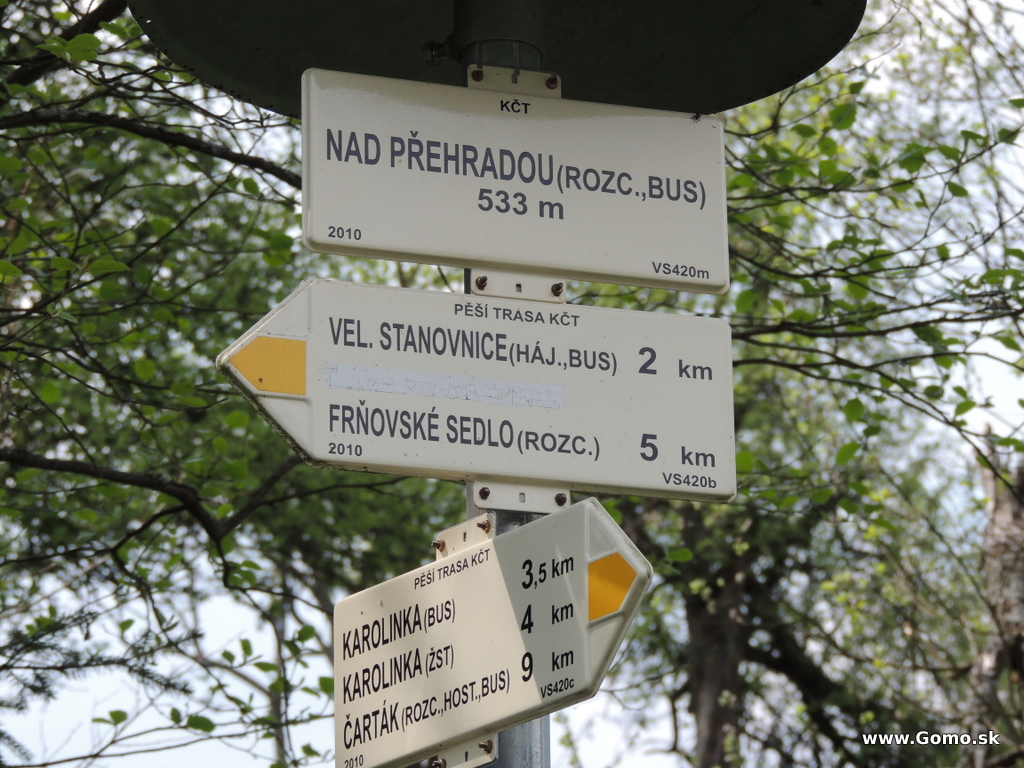 KČT
NAD PŘEHRADOU (ROZC.,BUS)
533 m
2010 VS420m
PĚŠÍ TRASA KČT
VEL. STANOVNICE (HÁJ.,BUS) 2 km
FRŇOVSKÉ SEDLO (ROZC.) 5 km
2010 VS420b
PĚŠÍ TRASA KČT
KAROLINKA (BUS) 3,5 km
KAROLINKA (ŽST) 4 km
ČARTÁK (ROZC.,HOST.,BUS) 9 km
2010 VS420c
www.Gomo.sk